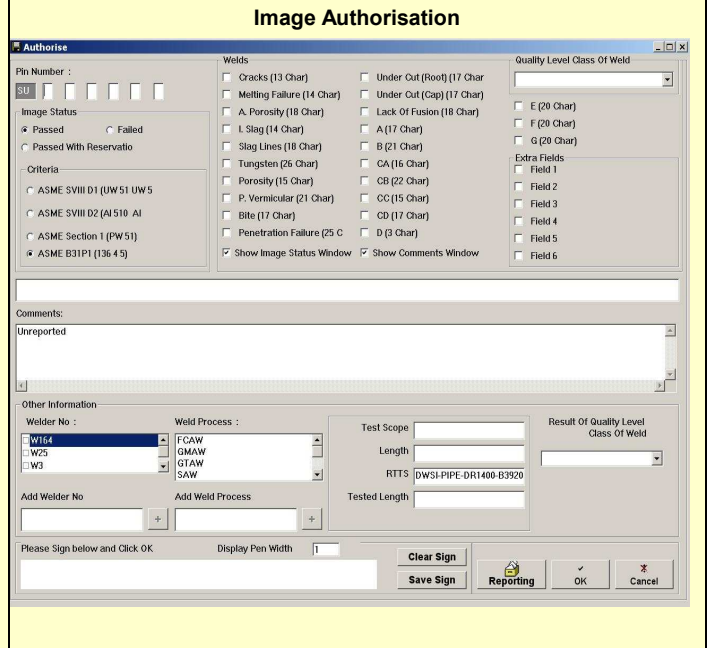 Image Authorisation
Authorise
Pin Number :
SU
Image Status
Passed
Failed
Passed With Reservatio
Criteria
ASME SVIII D1 (UW 51 UW 5
ASME SVIII D2 (AI 510 AI
ASME Section 1 (PW 51)
ASME B31P1 (136 4 5)
Welds
Cracks (13 Char)
Melting Failure (14 Char)
A. Porosity (18 Char)
I. Slag (14 Char)
Slag Lines (18 Char)
Tungsten (26 Char)
Porosity (15 Char)
P. Vermicular (21 Char)
Bite (17 Char)
Penetration Failure (25 C
Show Image Status Window
Under Cut (Root) (17 Char
Under Cut (Cap) (17 Char)
Lack Of Fusion (18 Char)
A (17 Char)
B (21 Char)
CA (16 Char)
CB (22 Char)
CC (15 Char)
CD (17 Char)
D (3 Char)
Show Comments Window
Quality Level Class Of Weld
E (20 Char)
F (20 Char)
G (20 Char)
Extra Fields
Field 1
Field 2
Field 3
Field 4
Field 5
Field 6
Comments:
Unreported
Other Information
Welder No :
W164
W25
W3
Add Welder No
+
Weld Process :
FCAW
GMAW
GTAW
SAW
Add Weld Process
+
Test Scope
Length
RTTS DWSI-PIPE-DR1400-B3920
Tested Length
Result Of Quality Level
Class Of Weld
Please Sign below and Click OK
Display Pen Width 1
Clear Sign
Save Sign
Reporting
OK
Cancel